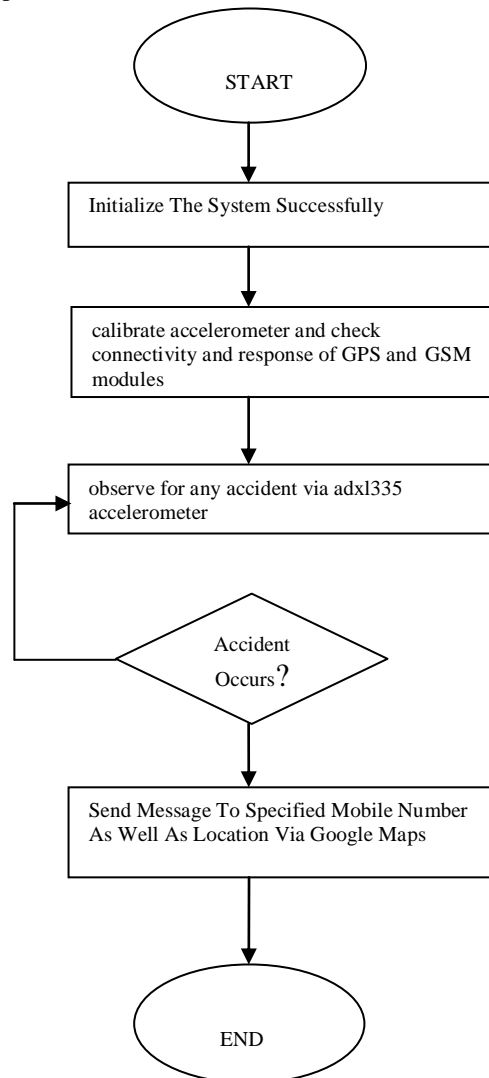 START
Initialize The System Successfully
calibrate accelerometer and check
connectivity and response of GPS and GSM
modules
observe for any accident via adxl335
accelerometer
Accident
Occurs?
Send Message To Specified Mobile Number
As Well As Location Via Google Maps
END